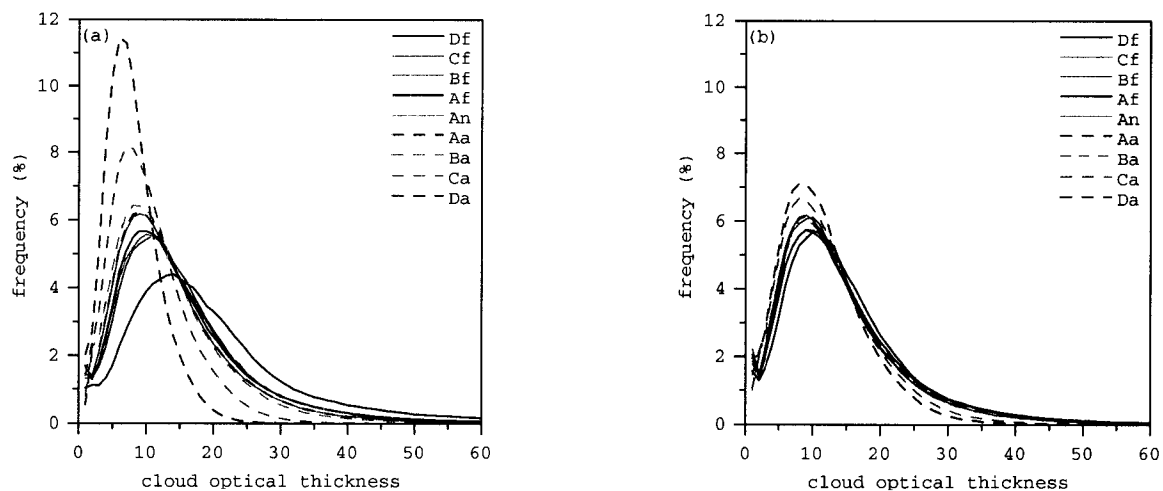 (a)
12
10
8
6
4
2
0
frequency (%)
Df
Cf
Bf
Af
An
Aa
Ba
Ca
Da
0 10 20 30 40 50 60
cloud optical thickness
(b)
12
10
8
6
4
2
0
frequency (%)
Df
Cf
Bf
Af
An
Aa
Ba
Ca
Da
0 10 20 30 40 50 60
cloud optical thickness